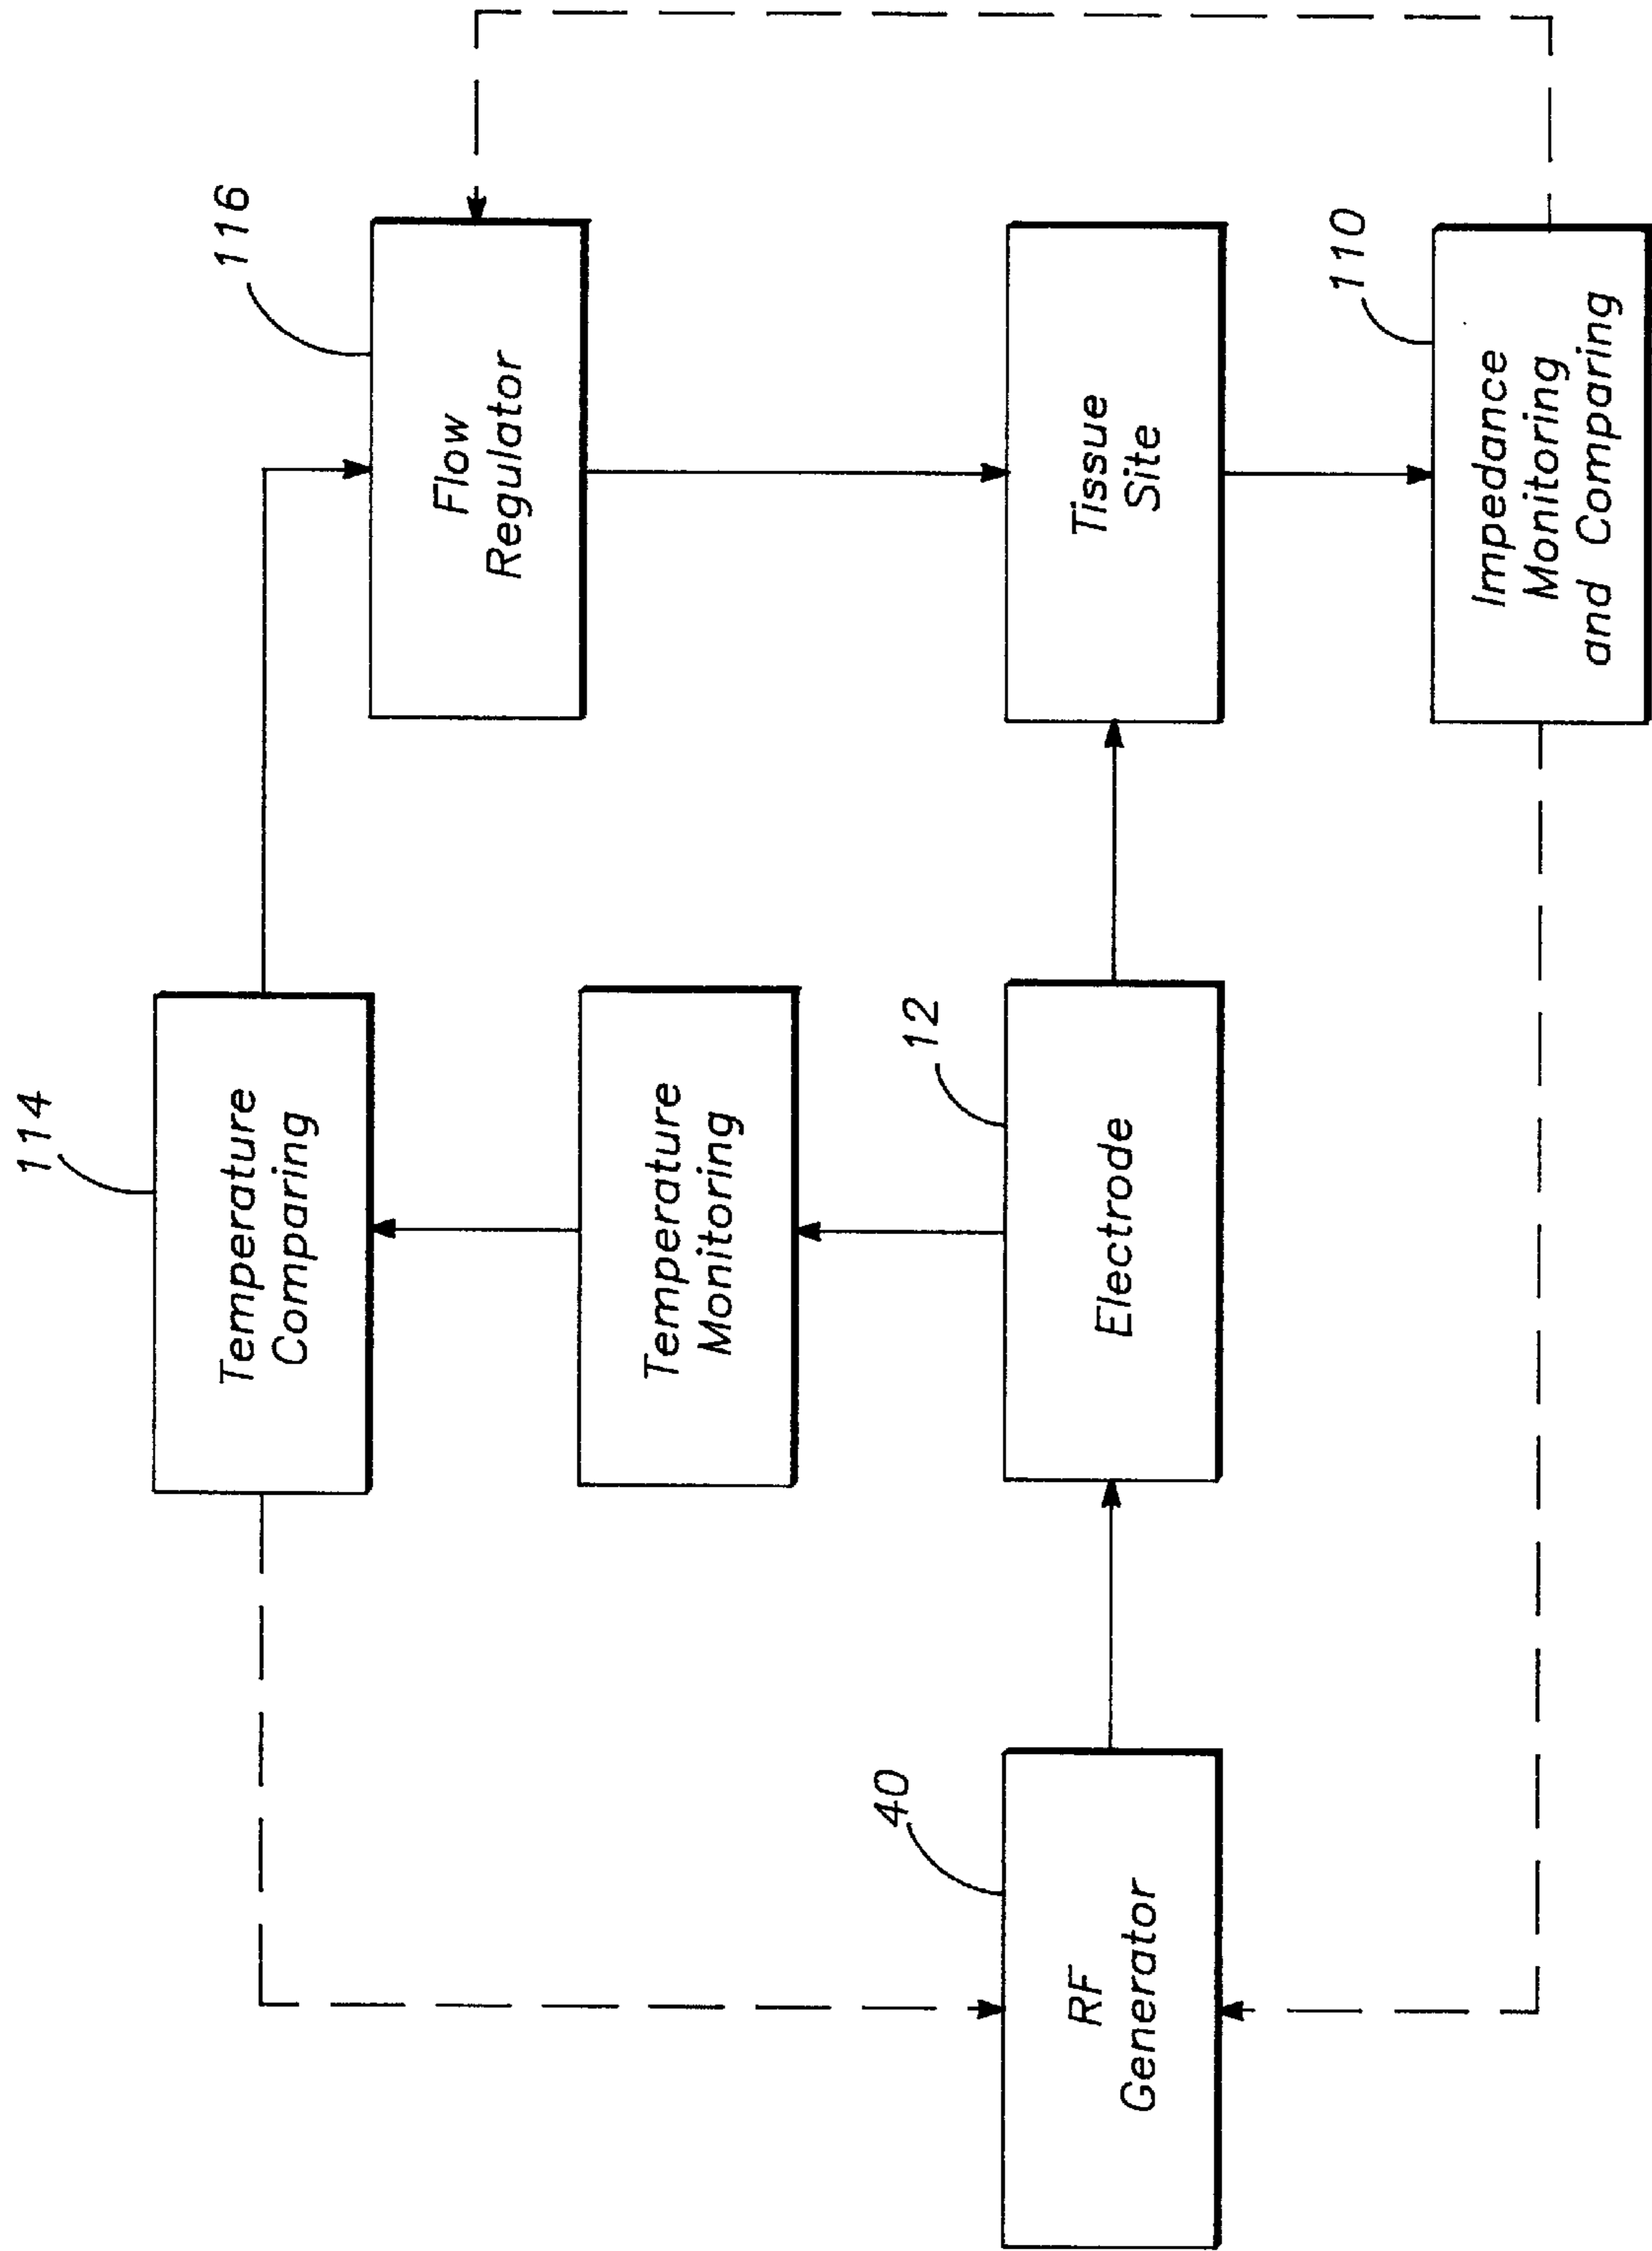 114
Temperature
Comparing
116
Flow
Regulator
Temperature
Monitoring
40
RF
Generator
12
Electrode
Tissue
Site
110
Impedance
Monitoring
and Comparing